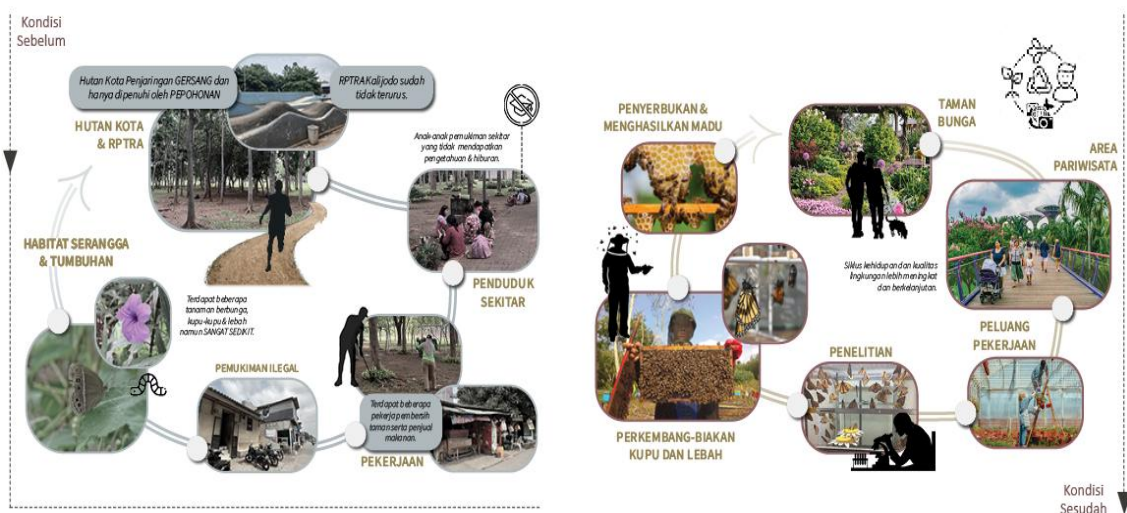 Kondisi
Sebelum
Hutan Kota Penjaringan GERSANG dan
hanya dipenuhi oleh PEPOHONAN
RPTRA Kalijodo sudah
tidak terurus.
HUTAN KOTA
& RPTRA
Anak-anak pemukiman sekitar
yang tidak mendapatkan
pengetahuan & hiburan.
HABITAT SERANGGA
& TUMBUHAN
PENDUDUK
SEKITAR
Terdapat beberapa
tanaman berbunga,
kupu-kupu & lebah
namun SANGAT SEDIKIT.
PEMUKIMAN ILEGAL
Terdapat beberapa
pekerja pembersih
taman serta penjual
makanan.
PEKERJAAN
PENYERBUKAN &
MENGHASILKAN MADU
TAMAN
BUNGA
AREA
PARIWISATA
Siklus kehidupan dan kualitas
lingkungan lebih meningkat
dan berkelanjutan.
PELUANG
PEKERJAAN
PENELITIAN
PERKEMBANG-BIAKAN
KUPU DAN LEBAH
Kondisi
Sesudah